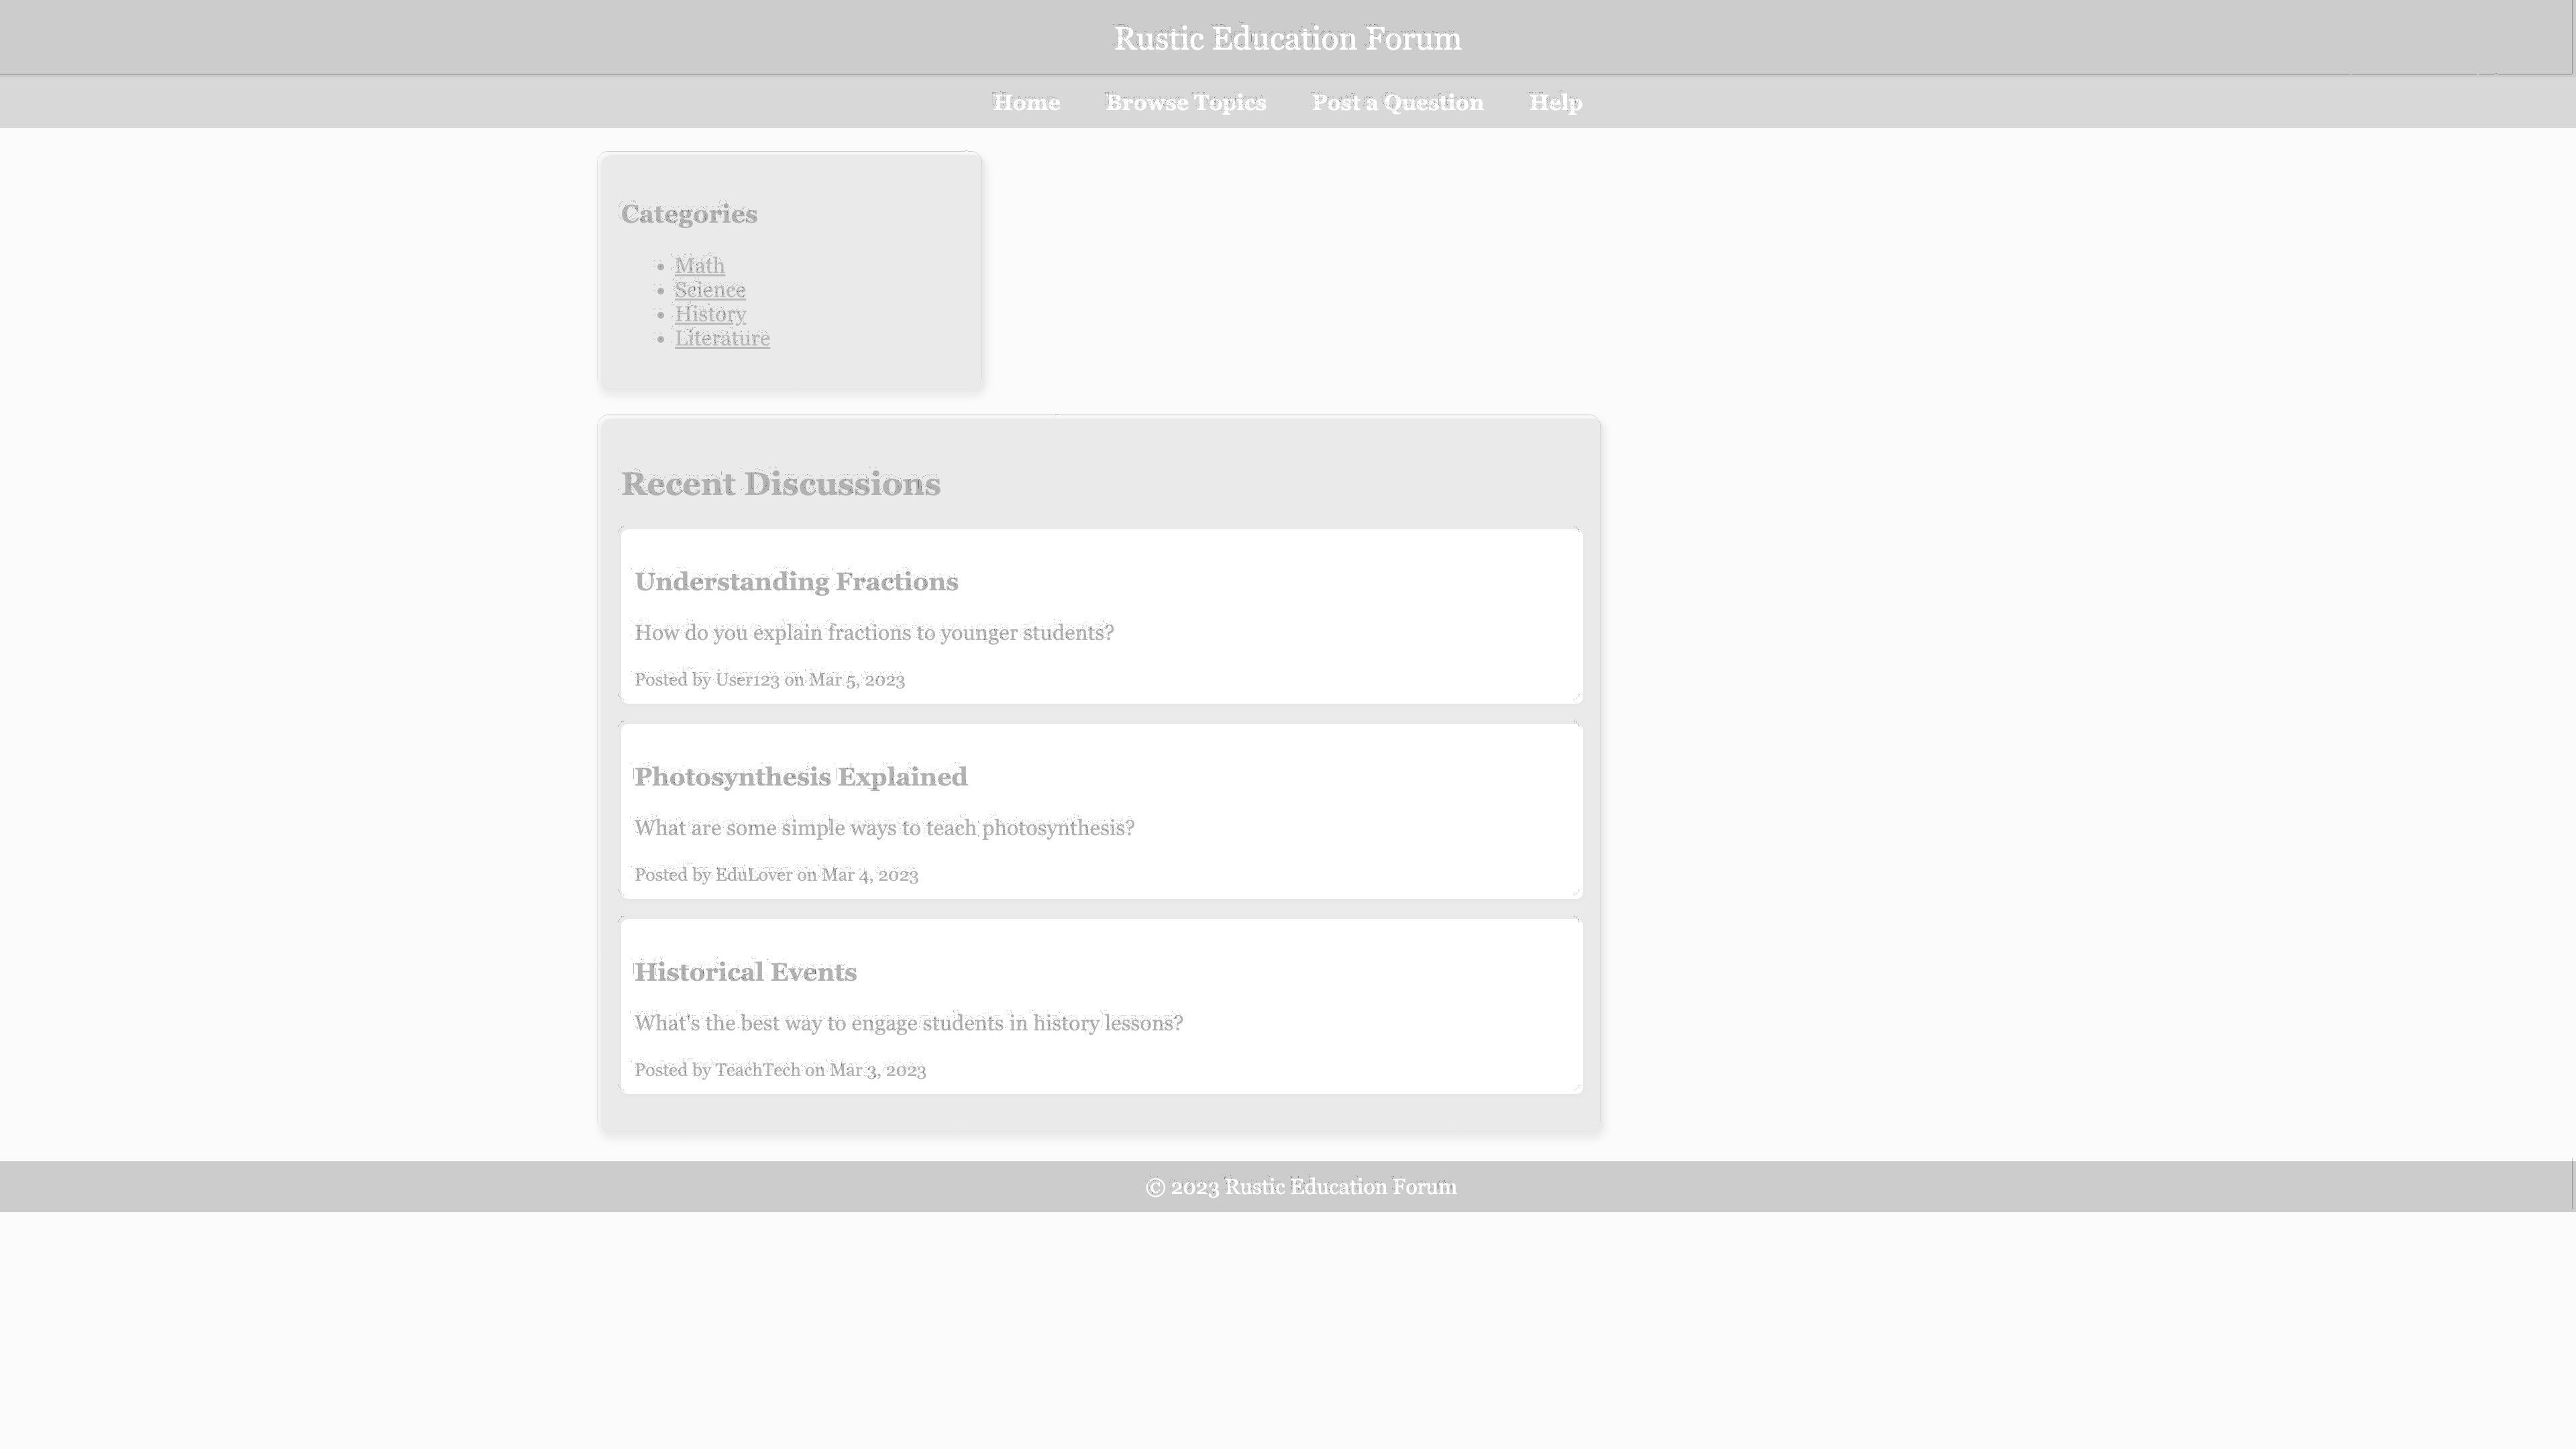 Rustic Education Forum
Home Browse Topics Post a Question Help
Categories
• Math
• Science
• History
• Literature
Recent Discussions
Understanding Fractions
How do you explain fractions to younger students?
Posted by User123 on Mar 5, 2023
Photosynthesis Explained
What are some simple ways to teach photosynthesis?
Posted by EduLover on Mar 4, 2023
Historical Events
What's the best way to engage students in history lessons?
Posted by TeachTech on Mar 3, 2023
© 2023 Rustic Education Forum